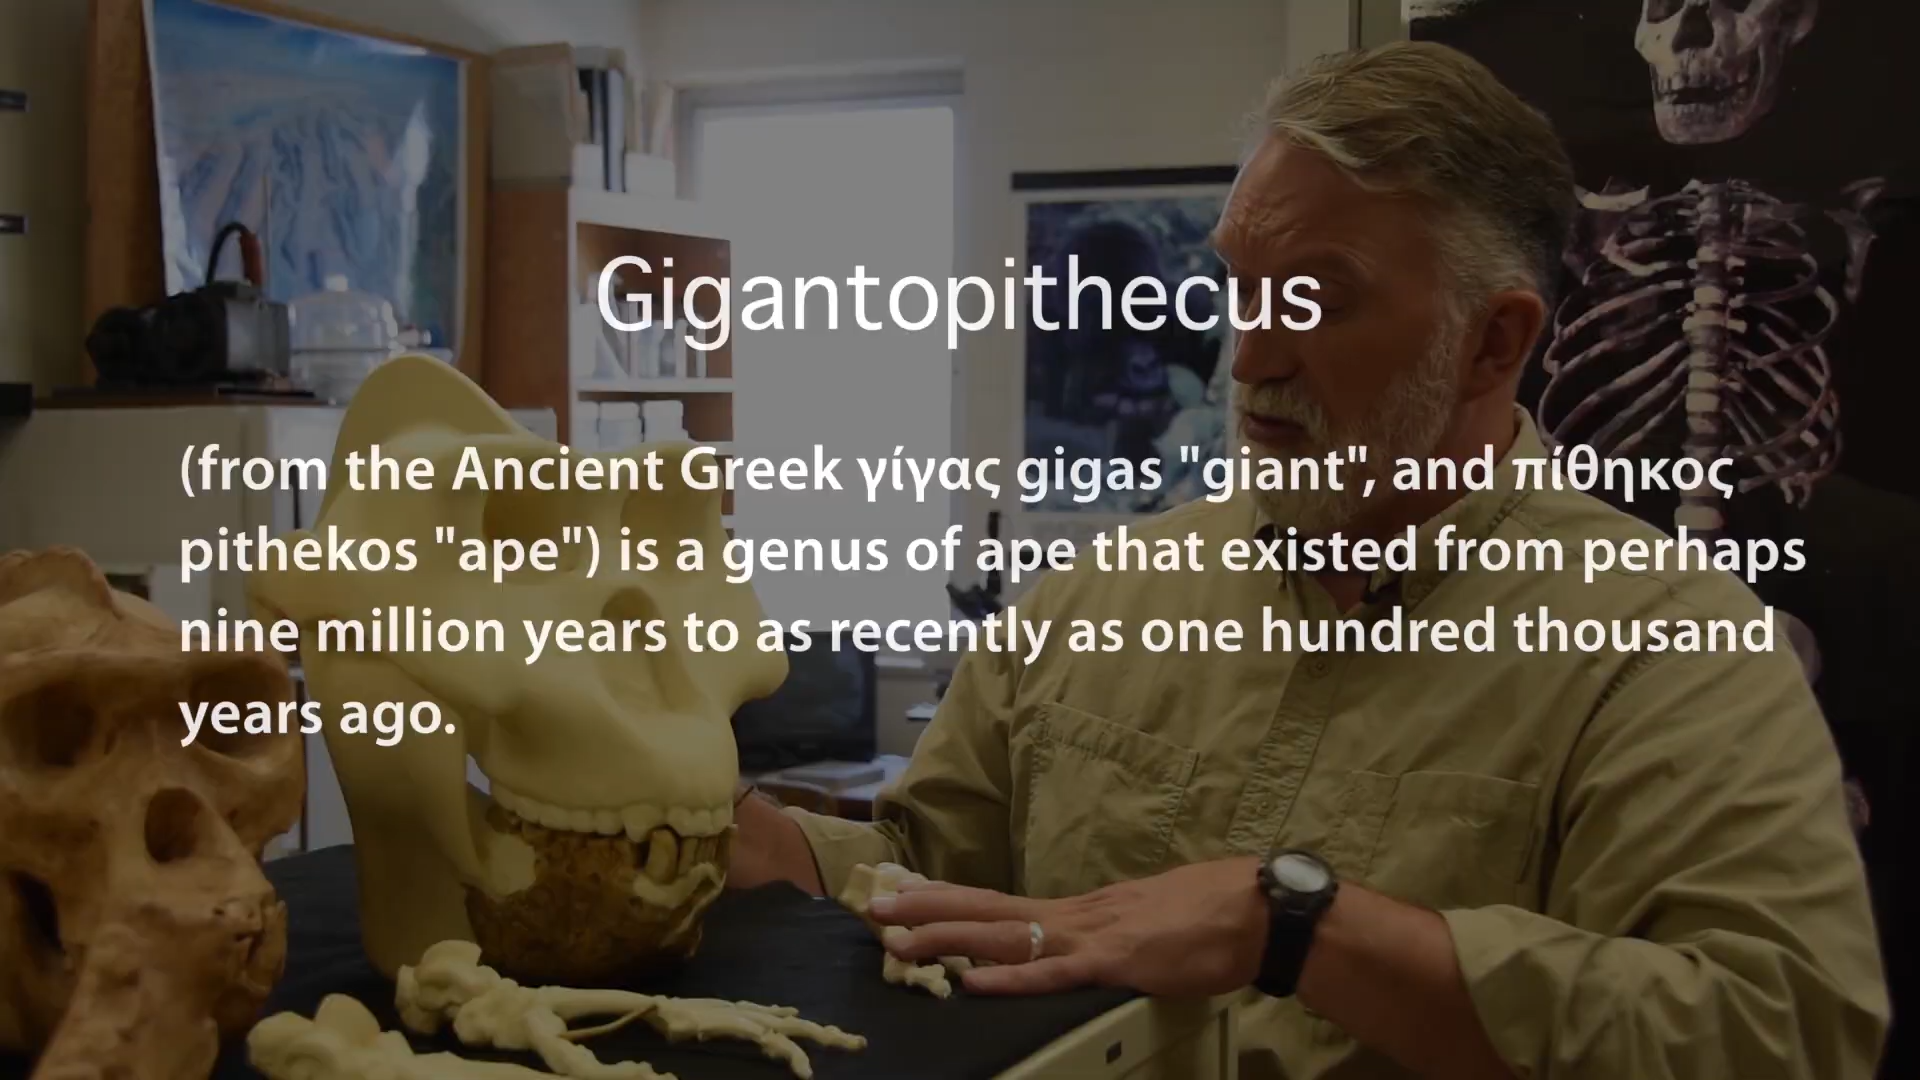 Gigantopithecus
(from the Ancient Greek γίγας gigas "giant", and πίθηκος
pithekos "ape") is a genus of ape that existed from perhaps
nine million years to as recently as one hundred thousand
years ago.